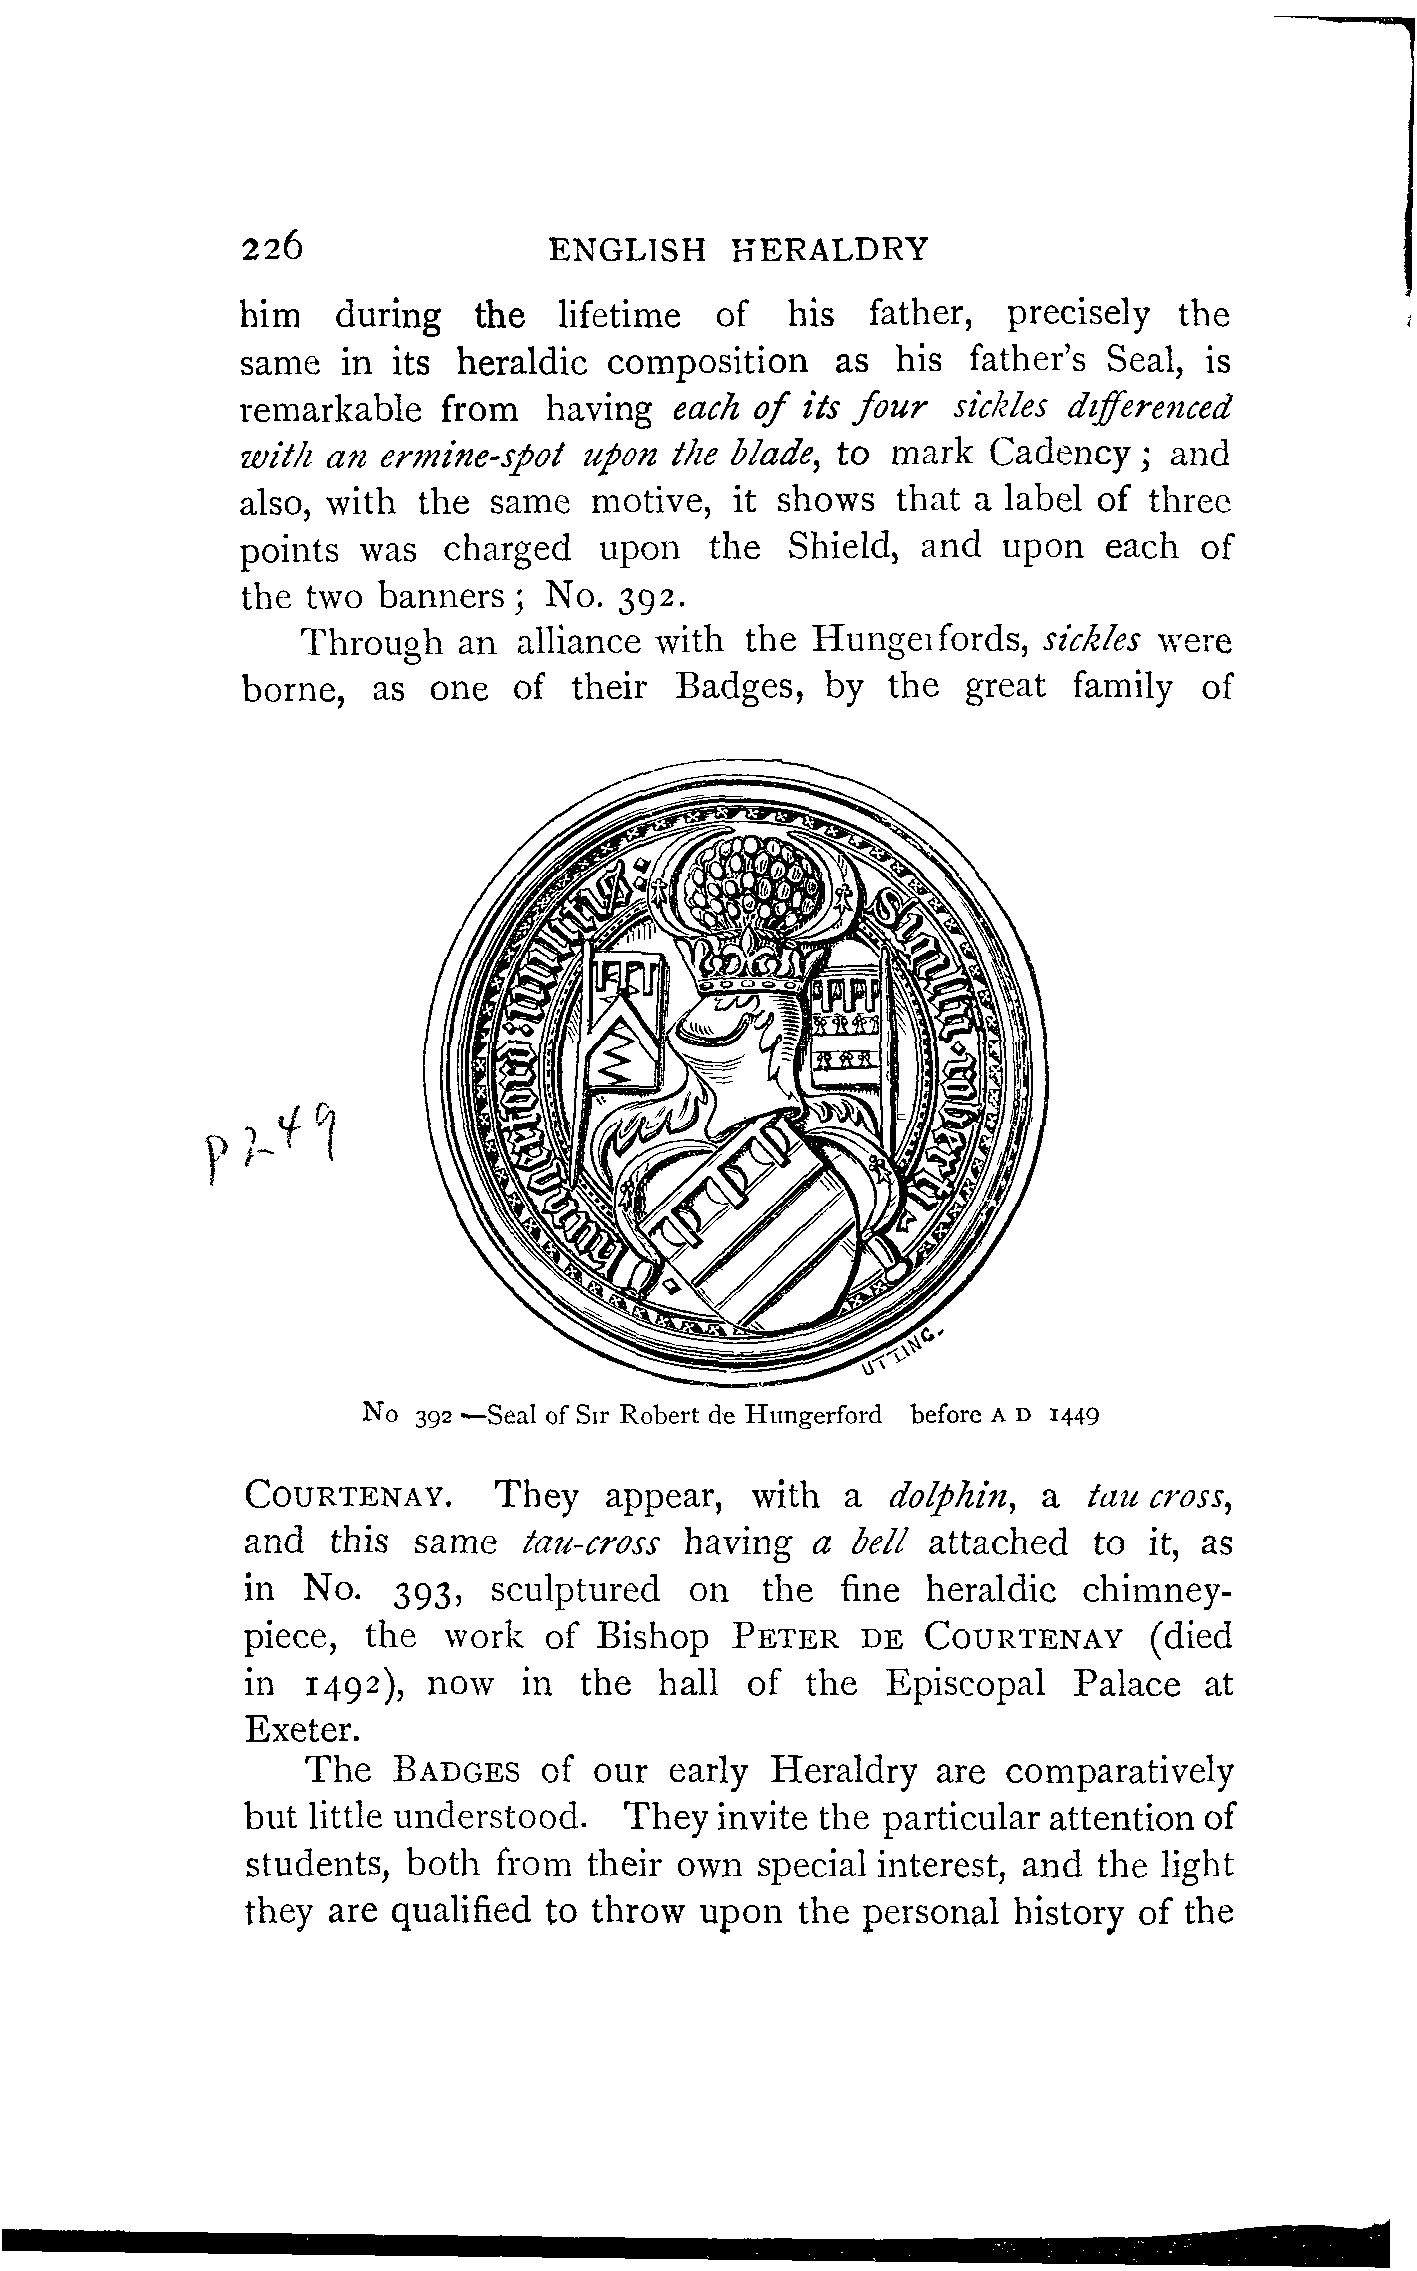 226 ENGLISH HERALDRY
him during the lifetime of his father, precisely the
same in its heraldic composition as his father's Seal, is
remarkable from having each of its four sickles differenced
with an ermine-spot upon the blade, to mark Cadency; and
also, with the same motive, it shows that a label of three
points was charged upon the Shield, and upon each of
the two banners; No. 392.
Through an alliance with the Hungerfords, sickles were
borne, as one of their Badges, by the great family of
p 249
UTTING.
No 392 —Seal of Sir Robert de Hungerford before A D 1449
COURTENAY. They appear, with a dolphin, a tau cross,
and this same tau-cross having a bell attached to it, as
in No. 393, sculptured on the fine heraldic chimney-
piece, the work of Bishop PETER DE COURTENAY (died
in 1492), now in the hall of the Episcopal Palace at
Exeter.
The BADGES of our early Heraldry are comparatively
but little understood. They invite the particular attention of
students, both from their own special interest, and the light
they are qualified to throw upon the personal history of the